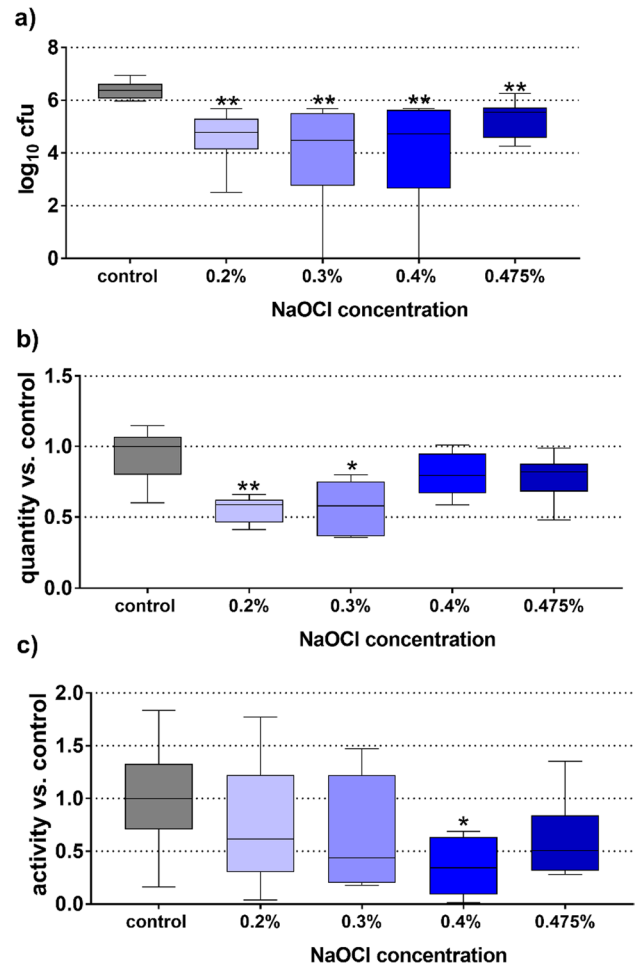 a)
log10 cfu
8
6
4
2
0
** ** ** **
control 0.2% 0.3% 0.4% 0.475%
NaOCl concentration
b)
quantity vs. control
1.5
1.0
0.5
0.0
** *
control 0.2% 0.3% 0.4% 0.475%
NaOCl concentration
c)
activity vs. control
2.0
1.5
1.0
0.5
0.0
*
control 0.2% 0.3% 0.4% 0.475%
NaOCl concentration